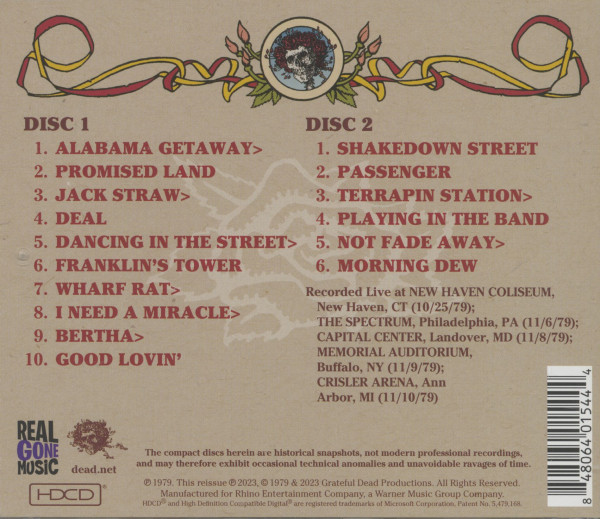 DISC 1
1. ALABAMA GETAWAY>
2. PROMISED LAND
3. JACK STRAW>
4. DEAL
5. DANCING IN THE STREET>
6. FRANKLIN'S TOWER
7. WHARF RAT>
8. I NEED A MIRACLE>
9. BERTHA>
10. GOOD LOVIN'
DISC 2
1. SHAKEDOWN STREET
2. PASSENGER
3. TERRAPIN STATION>
4. PLAYING IN THE BAND
5. NOT FADE AWAY>
6. MORNING DEW
Recorded Live at NEW HAVEN COLISEUM,
New Haven, CT (10/25/79);
THE SPECTRUM, Philadelphia, PA (11/6/79);
CAPITAL CENTER, Landover, MD (11/8/79);
MEMORIAL AUDITORIUM,
Buffalo, NY (11/9/79);
CRISLER ARENA, Ann
Arbor, MI (11/10/79)
8 48064 01544 4
REAL
GONE
MUSIC
dead.net
HDCD
The compact discs herein are historical snapshots, not modern professional recordings,
and may therefore exhibit occasional technical anomalies and unavoidable ravages of time.
℗ 1979. This reissue ℗ 2023, © 1979 & 2023 Grateful Dead Productions. All Rights Reserved.
Manufactured for Rhino Entertainment Company, a Warner Music Group Company.
HDCD® and High Definition Compatible Digital® are registered trademarks of Microsoft Corporation, Patent No. 5,479,168.